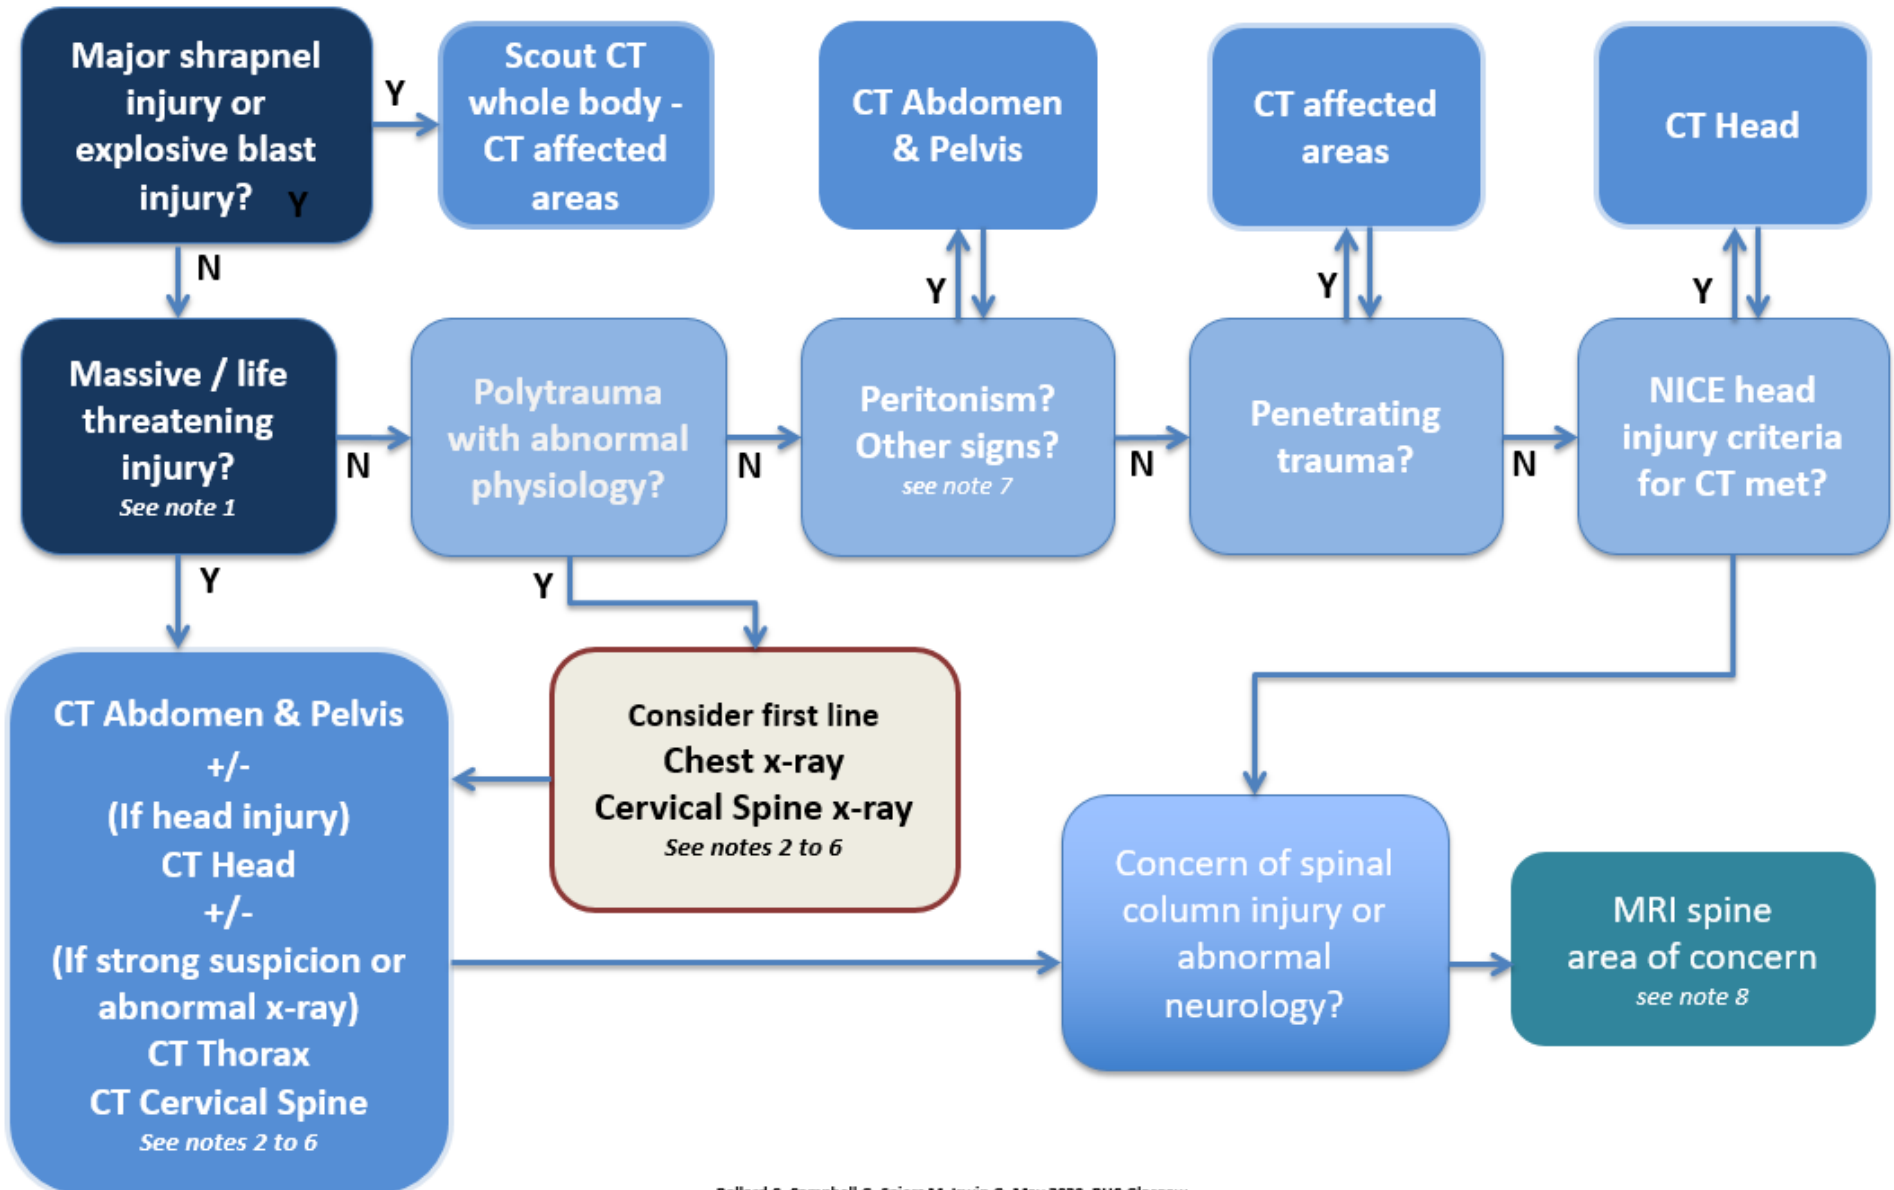 Major shrapnel
injury or
explosive blast
injury?
Y
Y
Scout CT
whole body -
CT affected
areas
CT Abdomen
& Pelvis
CT affected
areas
CT Head
N
Y
Y
Y
Massive / life
threatening
injury?
See note 1
N
Polytrauma
with abnormal
physiology?
N
Peritonism?
Other signs?
see note 7
N
Penetrating
trauma?
N
NICE head
injury criteria
for CT met?
Y
Y
CT Abdomen & Pelvis
+/-
(If head injury)
CT Head
+/-
(If strong suspicion or
abnormal x-ray)
CT Thorax
CT Cervical Spine
See notes 2 to 6
Consider first line
Chest x-ray
Cervical Spine x-ray
See notes 2 to 6
Concern of spinal
column injury or
abnormal
neurology?
MRI spine
area of concern
see note 8